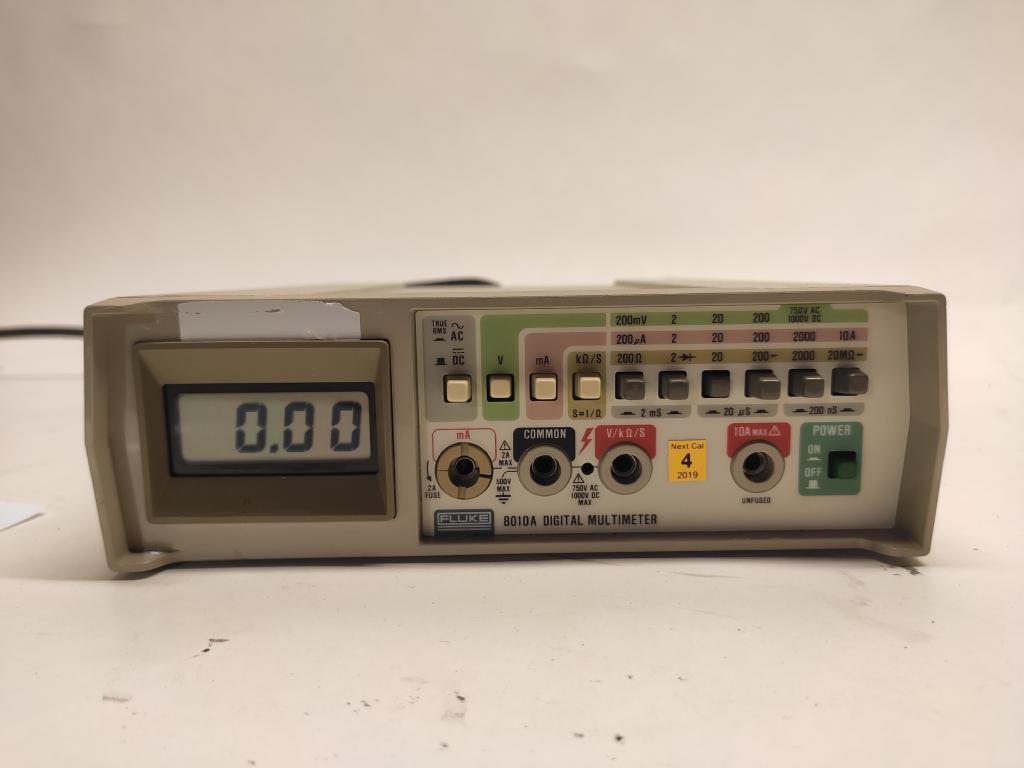 0.00
TRUE RMS AC
DC
V
mA
kΩ/S
S=1/Ω
750V AC
1000V DC
200mV 2 20 200
200µA 2 20 200 2000 10A
200Ω 2 20 200 2000 20MΩ
2 mS 20 µS 200 nS
mA
COMMON
V/kΩ/S
10A MAX
POWER
ON
OFF
2A
FUSE
2A
MAX
500V
MAX
750V AC
1000V DC
MAX
Next Cal
4
2019
UNFUSED
FLUKE 8010A DIGITAL MULTIMETER